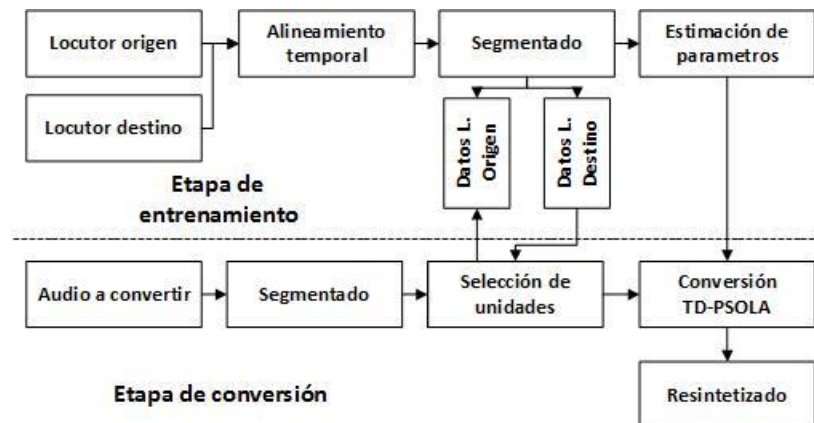 Locutor origen
Alineamiento
temporal
Segmentado
Estimación de
parametros
Locutor destino
Datos L.
Origen
Datos L.
Destino
Etapa de
entrenamiento
Audio a convertir
Segmentado
Selección de
unidades
Conversión
TD-PSOLA
Etapa de conversión
Resintetizado